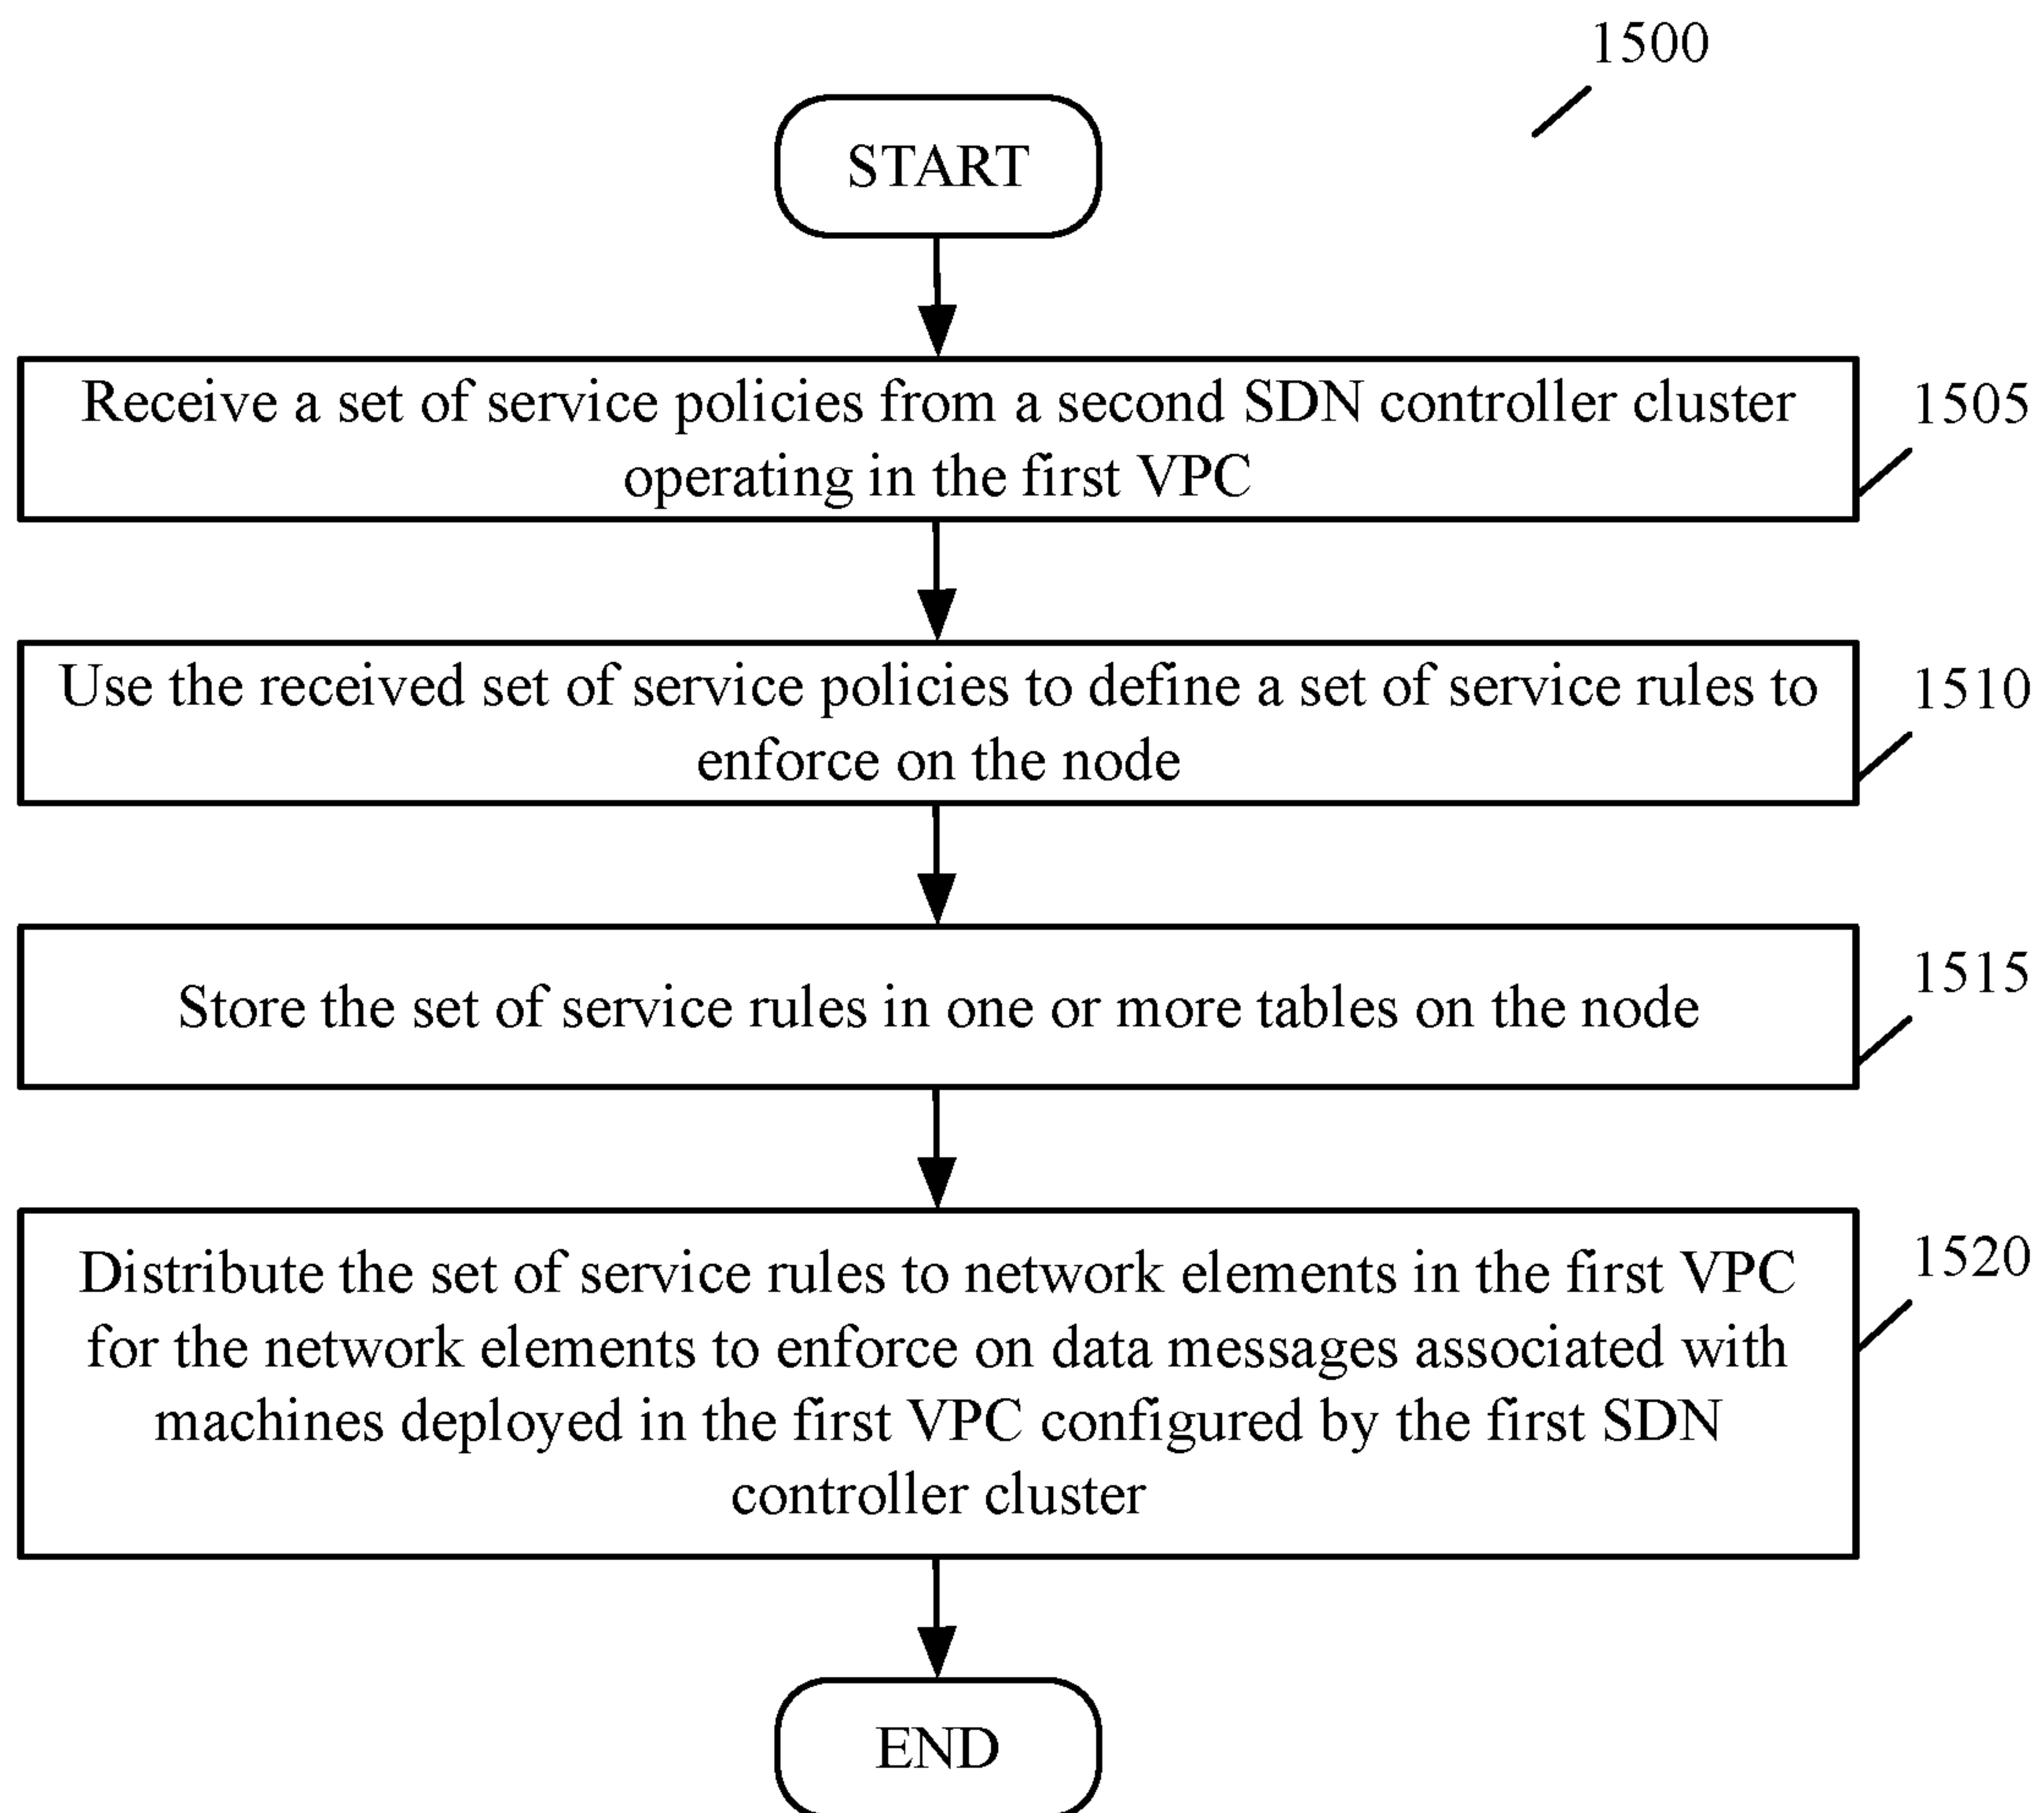 1500
START
Receive a set of service policies from a second SDN controller cluster
operating in the first VPC
1505
Use the received set of service policies to define a set of service rules to
enforce on the node
1510
Store the set of service rules in one or more tables on the node
1515
Distribute the set of service rules to network elements in the first VPC
for the network elements to enforce on data messages associated with
machines deployed in the first VPC configured by the first SDN
controller cluster
1520
END